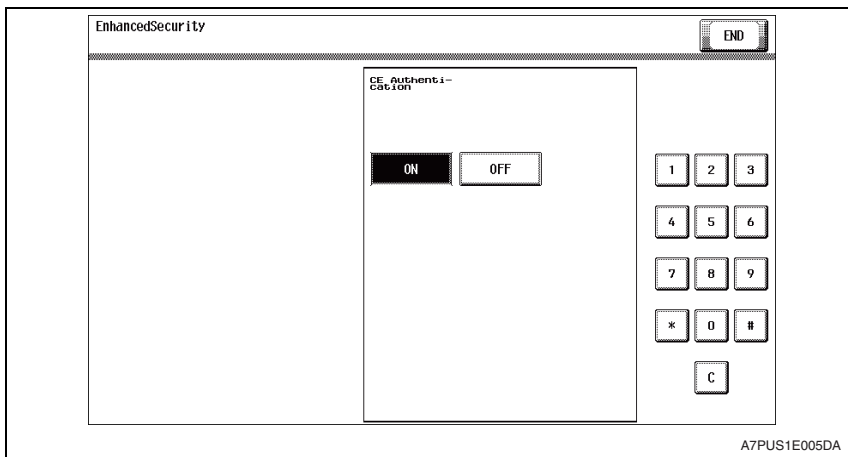 EnhancedSecurity
END
CE Authenti-
cation
ON OFF
1 2 3
4 5 6
7 8 9
* 0 #
C
A7PUS1E005DA